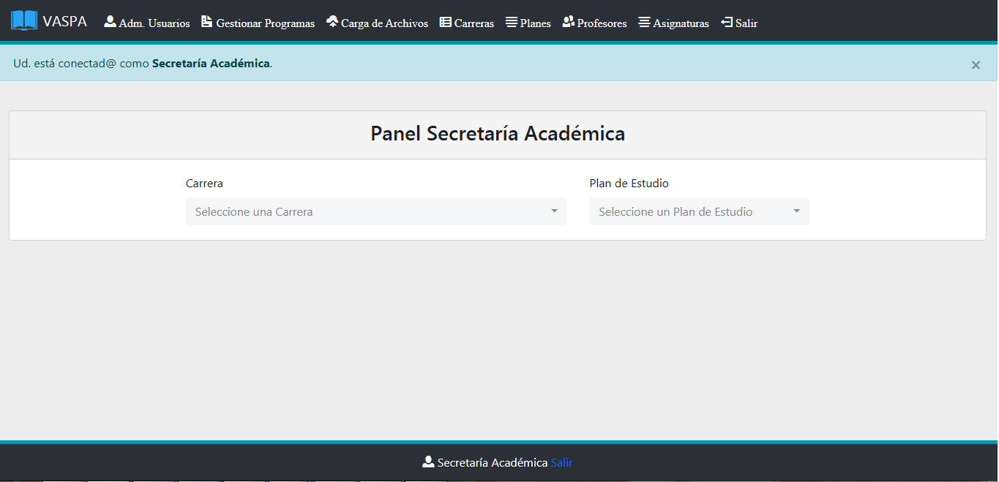 VASPA Adm. Usuarios Gestionar Programas Carga de Archivos Carreras Planes Profesores Asignaturas Salir
Ud. está conectad@ como Secretaría Académica. ×
Panel Secretaría Académica
Carrera Plan de Estudio
Seleccione una Carrera Seleccione un Plan de Estudio
Secretaría Académica Salir